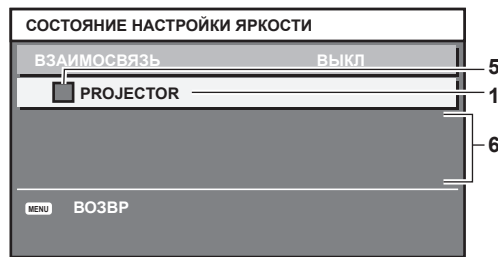 СОСТОЯНИЕ НАСТРОЙКИ ЯРКОСТИ
ВЗАИМОСВЯЗЬ ВЫКЛ
5
PROJECTOR
1
6
MENU ВОЗВР